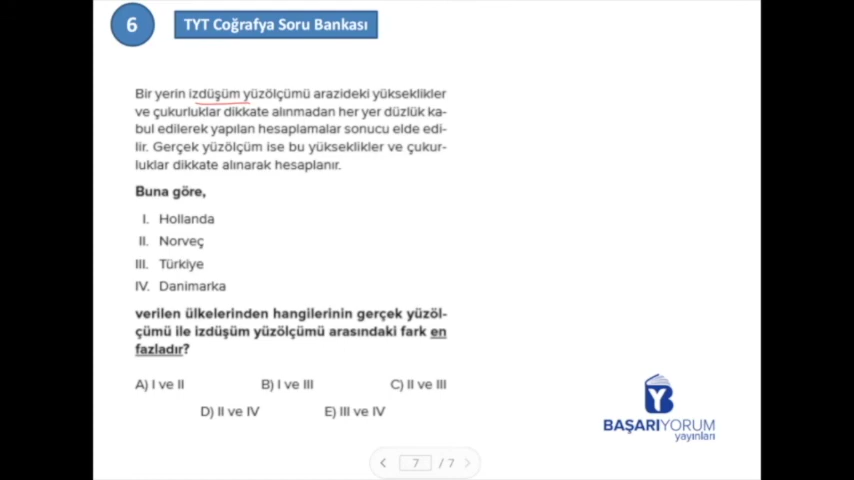 6
TYT Coğrafya Soru Bankası
Bir yerin izdüşüm yüzölçümü arazideki yükseklikler
ve çukurluklar dikkate alınmadan her yer düzlük ka-
bul edilerek yapılan hesaplamalar sonucu elde edi-
lir. Gerçek yüzölçüm ise bu yükseklikler ve çukur-
luklar dikkate alınarak hesaplanır.
Buna göre,
I. Hollanda
II. Norveç
III. Türkiye
IV. Danimarka
verilen ülkelerinden hangilerinin gerçek yüzöl-
çümü ile izdüşüm yüzölçümü arasındaki fark en
fazladır?
A) I ve II B) I ve III C) II ve III
D) II ve IV E) III ve IV
BAŞARIYORUM
yayınları
< 7 / 7 >